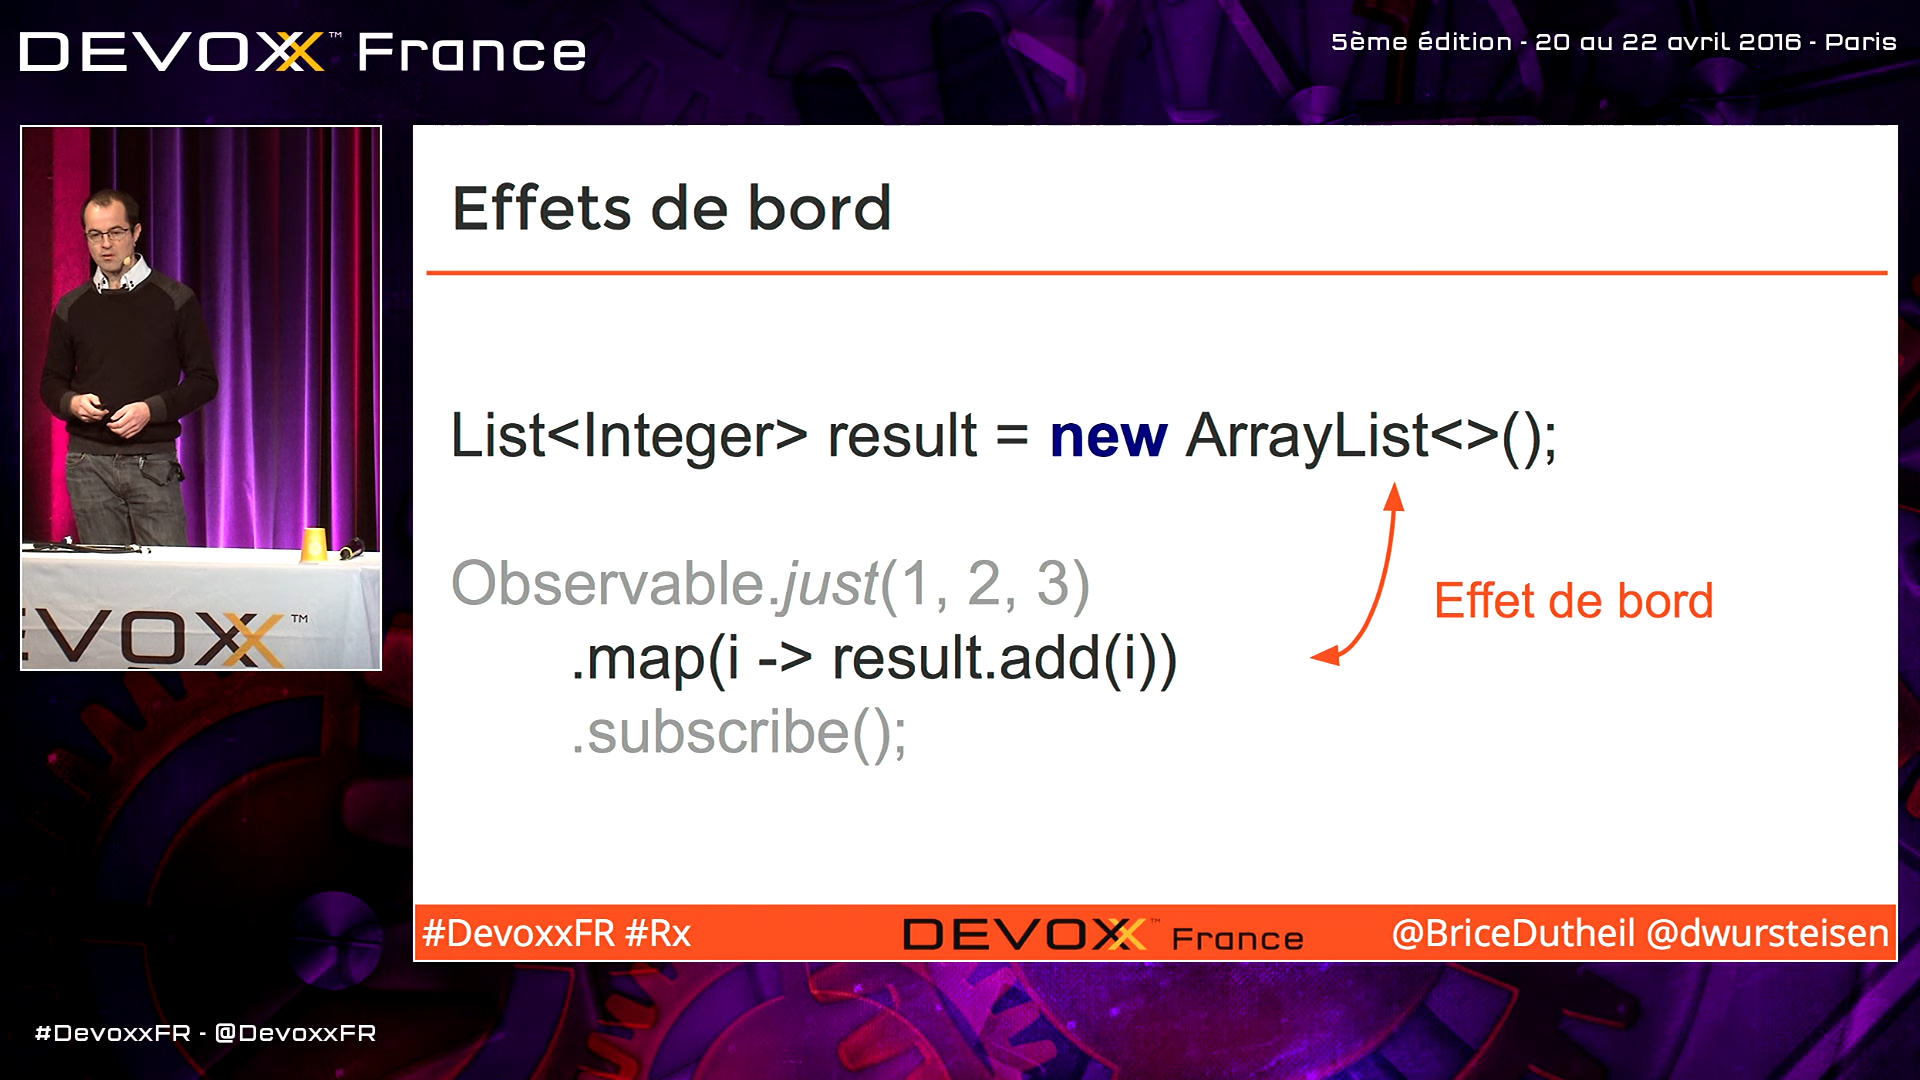 DEVOXX™ France
5ème édition - 20 au 22 avril 2016 - Paris
EVOXX™
Effets de bord
List<Integer> result = new ArrayList<>();
Observable.just(1, 2, 3)
.map(i -> result.add(i))
.subscribe();
Effet de bord
#DevoxxFR #Rx
DEVOXX™ France
@BriceDutheil @dwursteisen
#DevoxxFR - @DevoxxFR